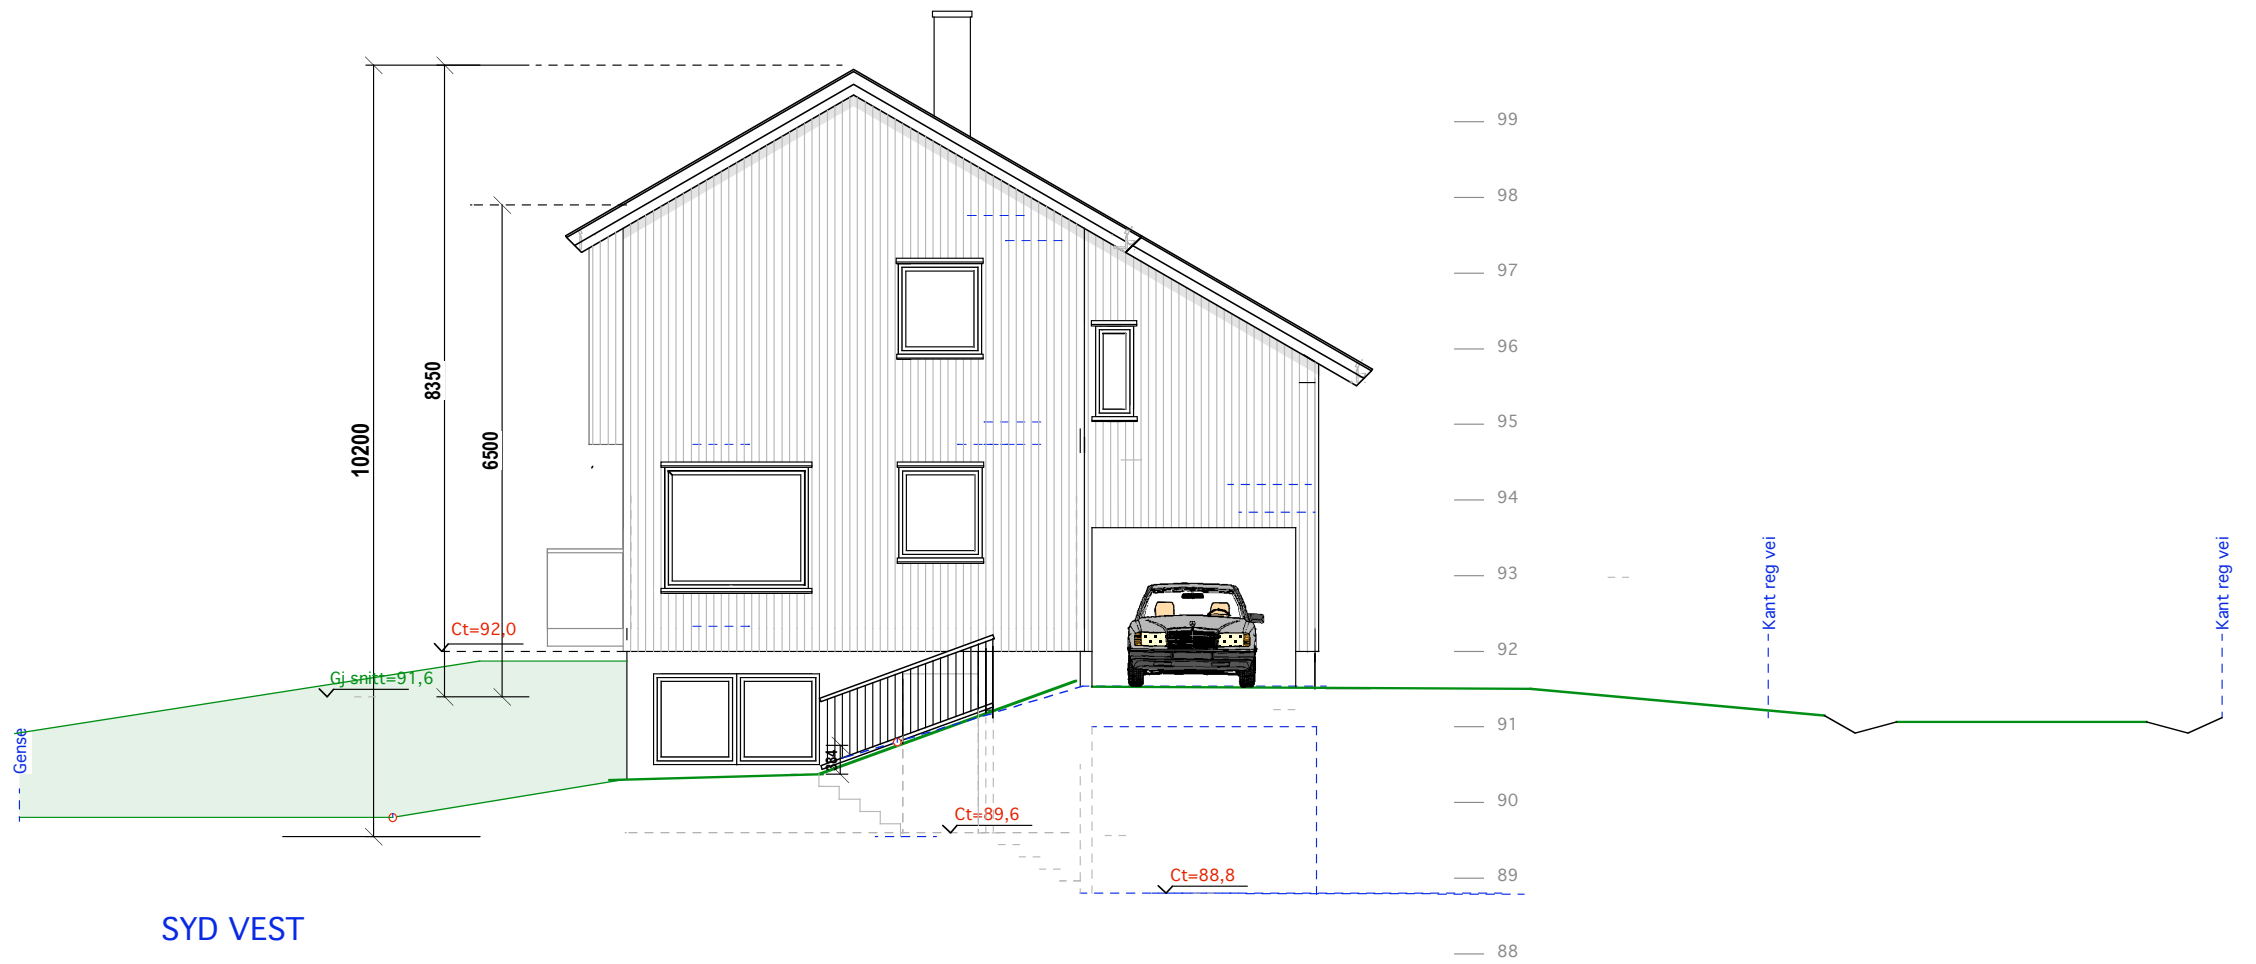 99
98
97
96
95
94
93
92
91
90
89
88
10200
8350
6500
Ct=92,0
Gj snitt=91,6
Gense
384
Ct=89,6
Ct=88,8
Kant reg vei
Kant reg vei
SYD VEST